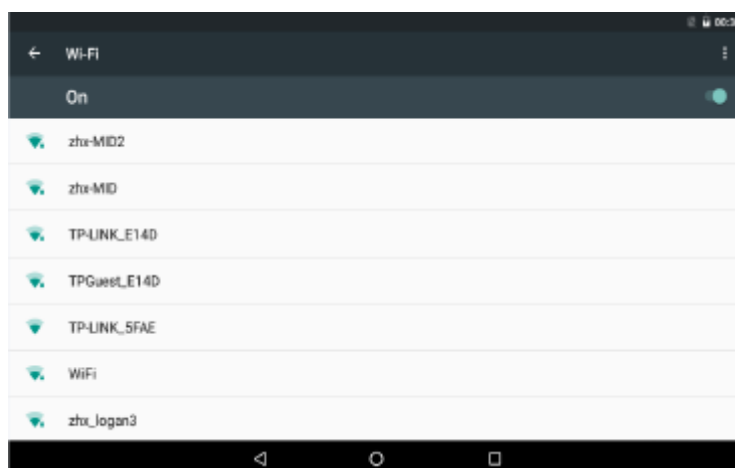 Wi-Fi
On
zhx-MID2
zhx-MID
TP-LINK_E14D
TPGuest_E14D
TP-LINK_5FAE
WiFi
zhx_logan3